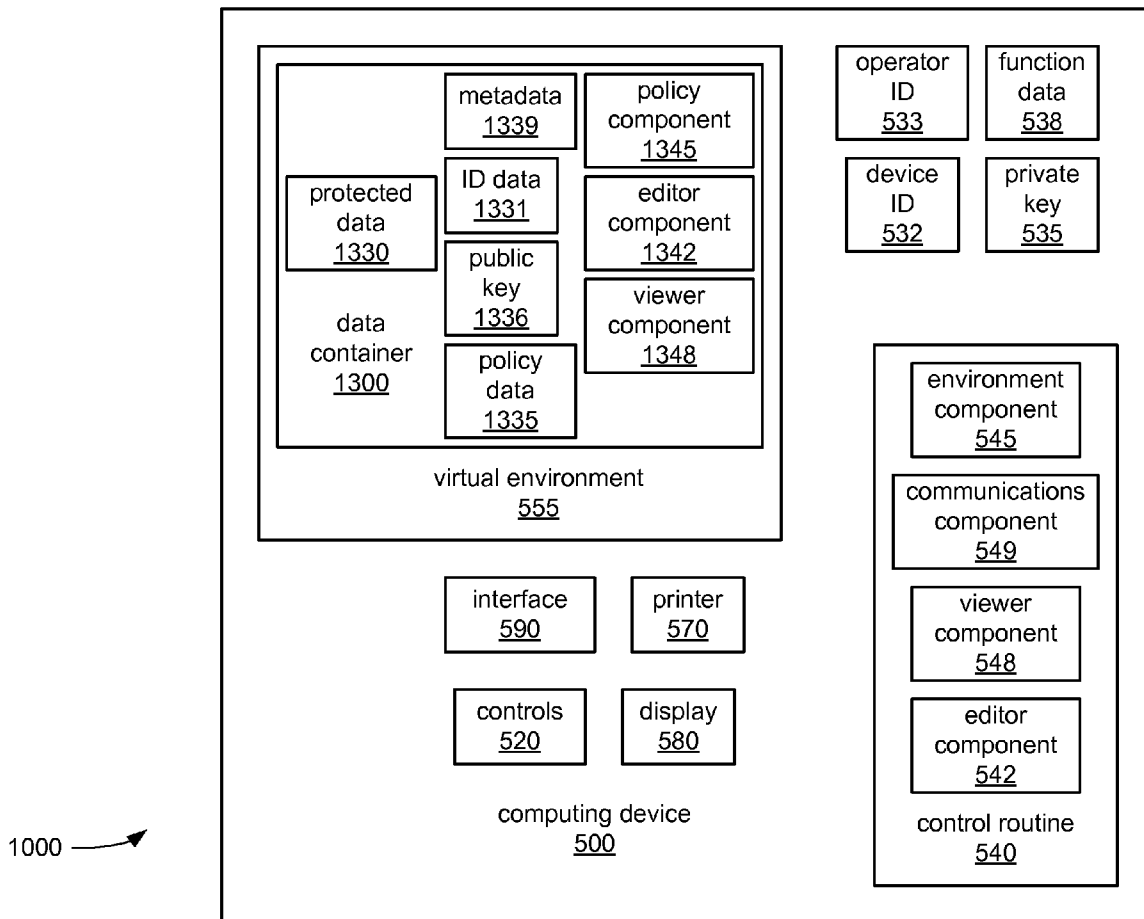 metadata
1339
policy
component
1345
operator
ID
533
function
data
538
protected
data
1330
ID data
1331
editor
component
1342
device
ID
532
private
key
535
public
key
1336
data
container
1300
viewer
component
1348
policy
data
1335
virtual environment
555
environment
component
545
communications
component
549
viewer
component
548
editor
component
542
control routine
540
interface
590
printer
570
controls
520
display
580
computing device
500
1000